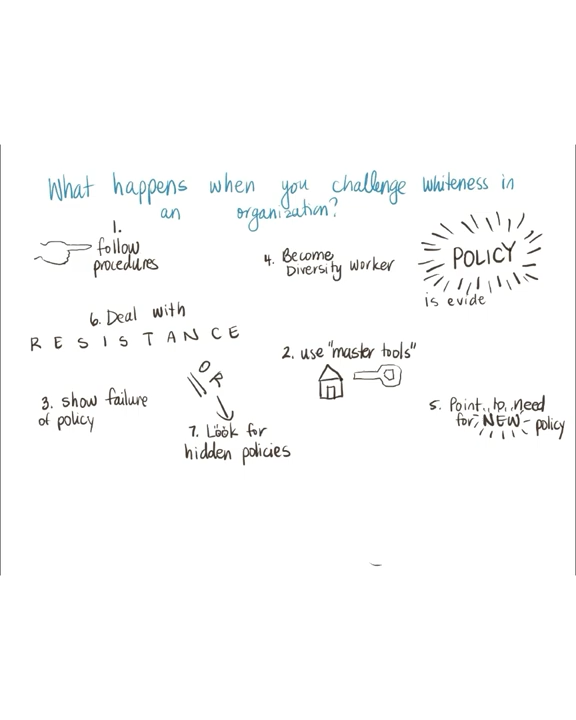 What happens when you challenge whiteness in
an organization?
1.
follow
procedures
4. Become
Diversity worker
POLICY
is evide
6. Deal with
RESISTANCE
2. use "master tools"
OR
3. show failure
of policy
7. Look for
hidden policies
5. Point to need
for NEW policy